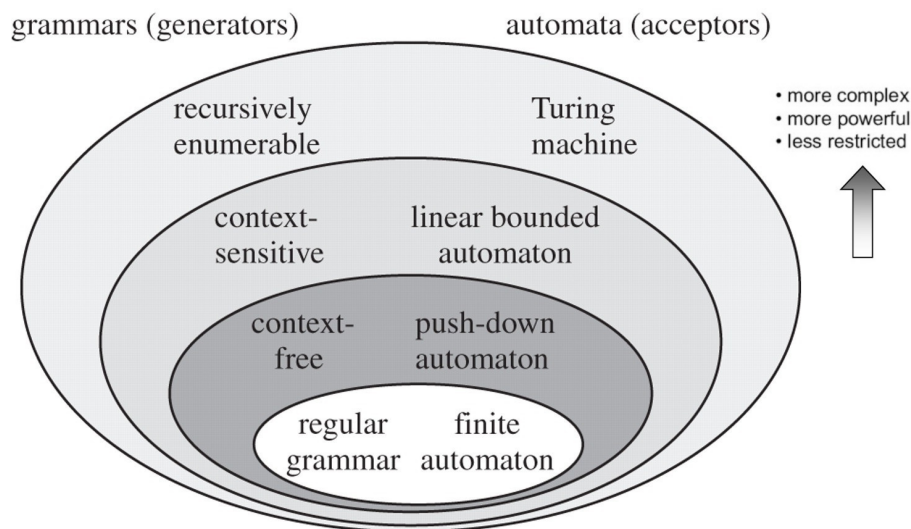 grammars (generators)
automata (acceptors)
• more complex
• more powerful
• less restricted
recursively
enumerable
Turing
machine
context-
sensitive
linear bounded
automaton
context-
free
push-down
automaton
regular
grammar
finite
automaton